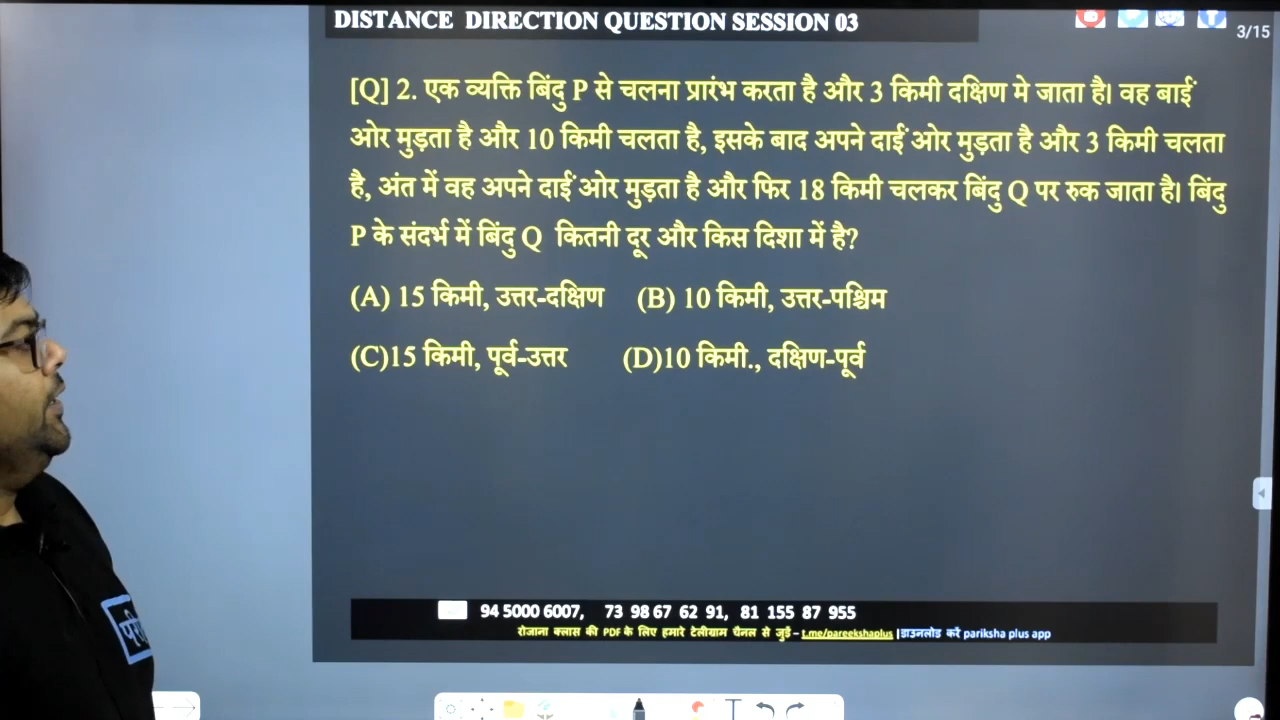 DISTANCE DIRECTION QUESTION SESSION 03
3/15
[Q] 2. एक व्यक्ति बिंदु P से चलना प्रारंभ करता है और 3 किमी दक्षिण मे जाता है। वह बाईं
ओर मुड़ता है और 10 किमी चलता है, इसके बाद अपने दाईं ओर मुड़ता है और 3 किमी चलता
है, अंत में वह अपने दाईं ओर मुड़ता है और फिर 18 किमी चलकर बिंदु Q पर रुक जाता है। बिंदु
P के संदर्भ में बिंदु Q कितनी दूर और किस दिशा में है?
(A) 15 किमी, उत्तर-दक्षिण (B) 10 किमी, उत्तर-पश्चिम
(C)15 किमी, पूर्व-उत्तर (D)10 किमी., दक्षिण-पूर्व
94 5000 6007, 73 98 67 62 91, 81 155 87 955
रोजाना क्लास की PDF के लिए हमारे टेलीग्राम चैनल से जुड़ें – t.me/pareekshaplus |डाउनलोड करें pariksha plus app